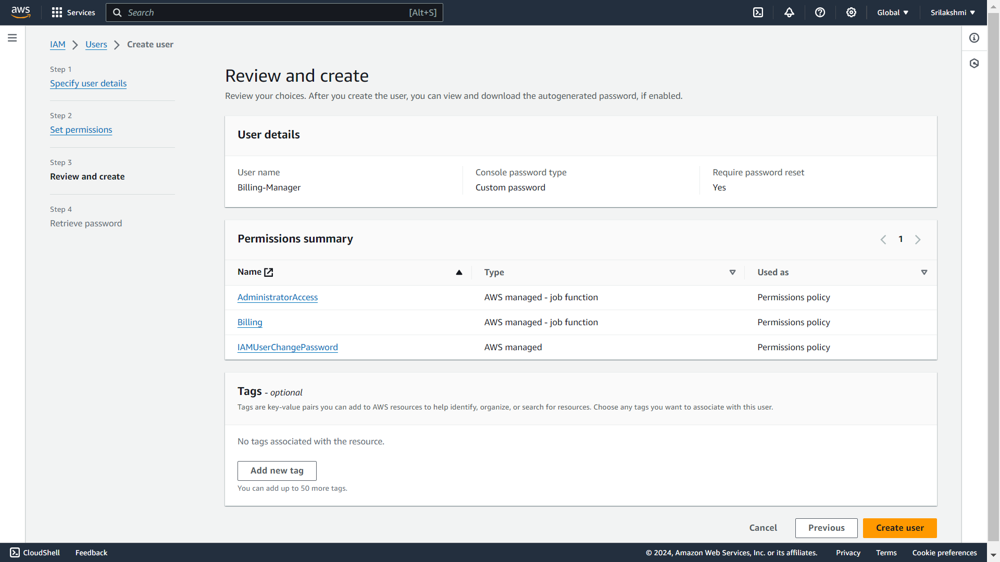 aws
Services
Search
[Alt+S]
Global
Srilakshmi
IAM
Users
Create user
Step 1
Specify user details
Step 2
Set permissions
Step 3
Review and create
Step 4
Retrieve password
Review and create
Review your choices. After you create the user, you can view and download the autogenerated password, if enabled.
User details
User name
Billing-Manager
Console password type
Custom password
Require password reset
Yes
Permissions summary
1
Name
Type
Used as
AdministratorAccess
AWS managed - job function
Permissions policy
Billing
AWS managed - job function
Permissions policy
IAMUserChangePassword
AWS managed
Permissions policy
Tags - optional
Tags are key-value pairs you can add to AWS resources to help identify, organize, or search for resources. Choose any tags you want to associate with this user.
No tags associated with the resource.
Add new tag
You can add up to 50 more tags.
Cancel
Previous
Create user
CloudShell
Feedback
© 2024, Amazon Web Services, Inc. or its affiliates.
Privacy
Terms
Cookie preferences